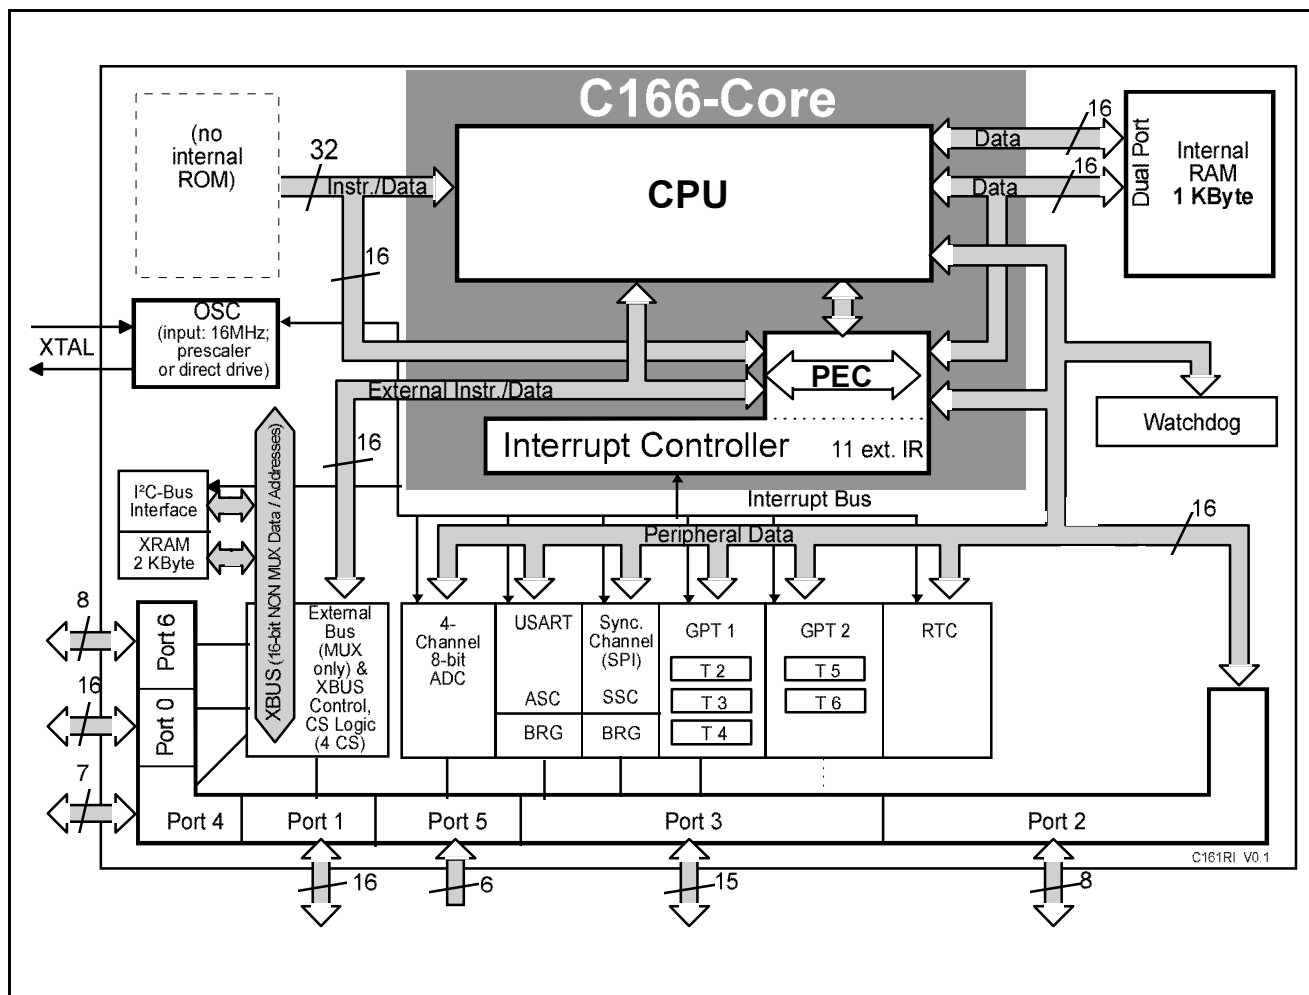 C166-Core
(no
internal
ROM)
32
Instr./Data
CPU
16
Data
16
Data
Dual Port
Internal
RAM
1 KByte
16
OSC
(input: 16MHz;
prescaler
or direct drive)
XTAL
PEC
External Instr./Data
Interrupt Controller
11 ext. IR
Watchdog
16
XBUS (16-bit NON MUX Data / Addresses)
I²C-Bus
Interface
XRAM
2 KByte
Interrupt Bus
Peripheral Data
16
8
Port 6
16
Port 0
7
External
Bus
(MUX
only) &
XBUS
Control,
CS Logic
(4 CS)
4-
Channel
8-bit
ADC
USART
ASC
BRG
Sync.
Channel
(SPI)
SSC
BRG
GPT 1
T 2
T 3
T 4
GPT 2
T 5
T 6
RTC
Port 4
Port 1
Port 5
Port 3
Port 2
C161RI V0.1
16
6
15
8